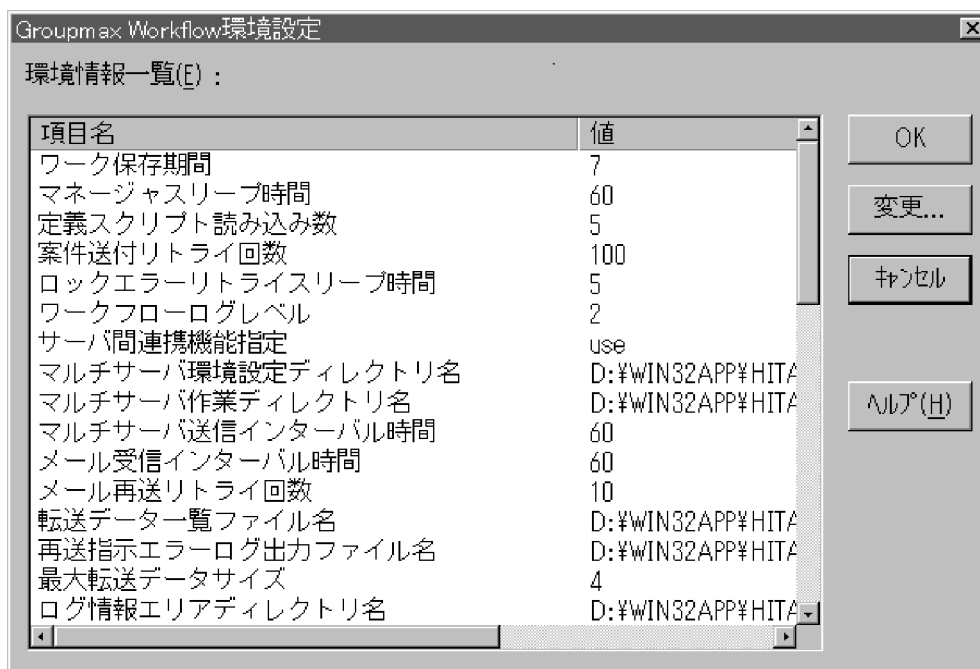 Groupmax Workflow環境設定
環境情報一覧(E) :
項目名 値
ワーク保存期間 7
マネージャスリープ時間 60
定義スクリプト読み込み数 5
案件送付リトライ回数 100
ロックエラーリトライスリープ時間 5
ワークフローログレベル 2
サーバ間連携機能指定 use
マルチサーバ環境設定ディレクトリ名 D:¥WIN32APP¥HITA
マルチサーバ作業ディレクトリ名 D:¥WIN32APP¥HITA
マルチサーバ送信インターバル時間 60
メール受信インターバル時間 60
メール再送リトライ回数 10
転送データ一覧ファイル名 D:¥WIN32APP¥HITA
再送指示エラーログ出力ファイル名 D:¥WIN32APP¥HITA
最大転送データサイズ 4
ログ情報エリアディレクトリ名 D:¥WIN32APP¥HITA
OK
変更...
ｷｬﾝｾﾙ
ﾍﾙﾌﾟ(H)